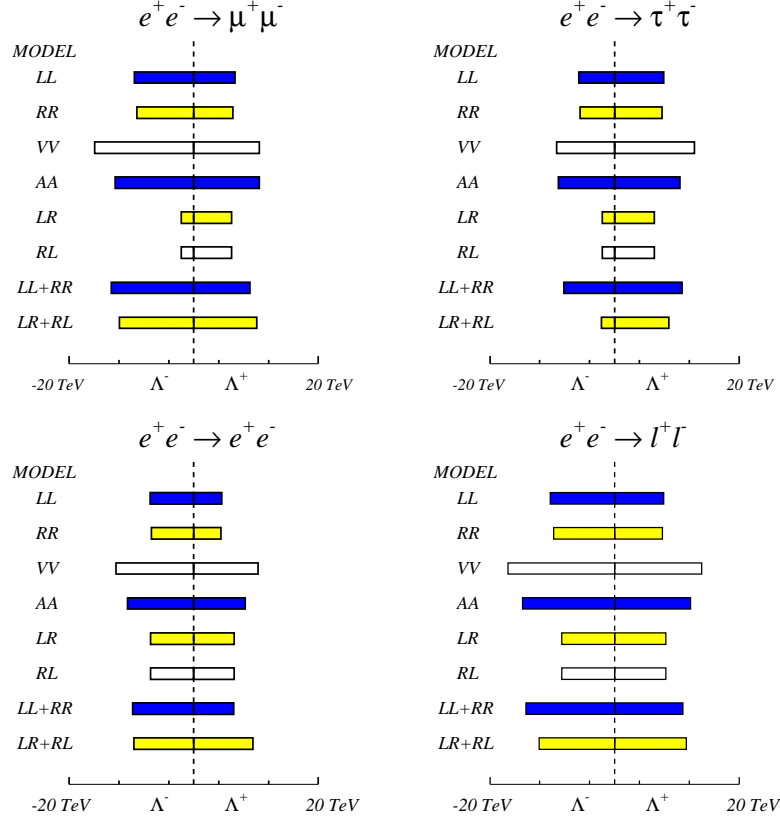 e⁺e⁻ → μ⁺μ⁻
MODEL
LL
RR
VV
AA
LR
RL
LL+RR
LR+RL
-20 TeV Λ⁻ Λ⁺ 20 TeV
e⁺e⁻ → τ⁺τ⁻
MODEL
LL
RR
VV
AA
LR
RL
LL+RR
LR+RL
-20 TeV Λ⁻ Λ⁺ 20 TeV
e⁺e⁻ → e⁺e⁻
MODEL
LL
RR
VV
AA
LR
RL
LL+RR
LR+RL
-20 TeV Λ⁻ Λ⁺ 20 TeV
e⁺e⁻ → l⁺l⁻
MODEL
LL
RR
VV
AA
LR
RL
LL+RR
LR+RL
-20 TeV Λ⁻ Λ⁺ 20 TeV